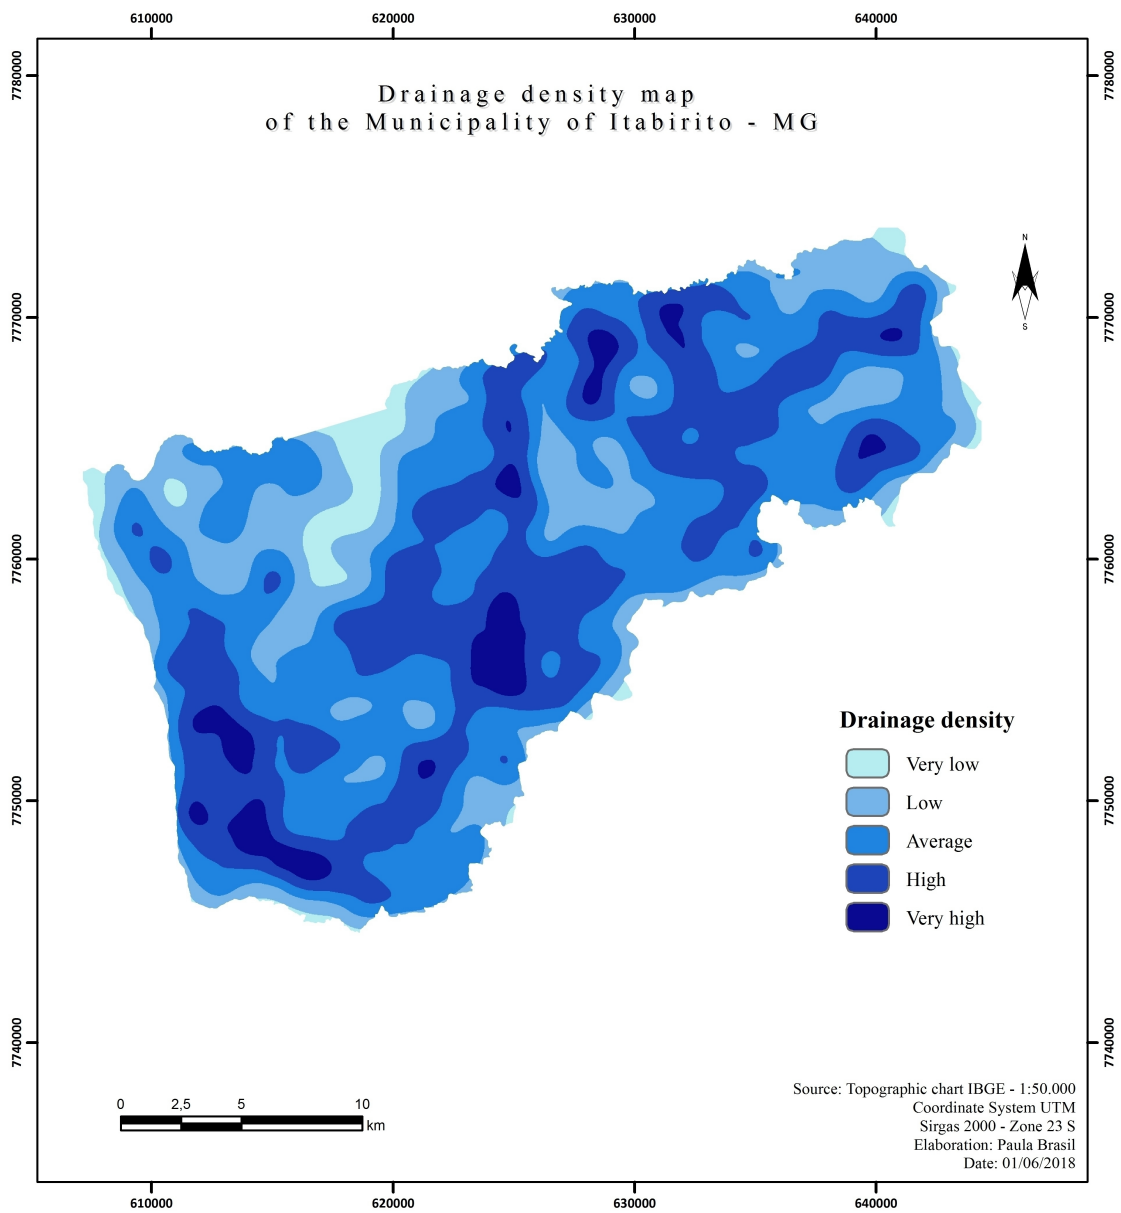 610000 620000 630000 640000
Drainage density map
of the Municipality of Itabirito - MG
7780000 7780000
N
S
7770000 7770000
7760000 7760000
Drainage density
Very low
Low
Average
High
Very high
7750000 7750000
7740000 7740000
0 2,5 5 10
km
Source: Topographic chart IBGE - 1:50.000
Coordinate System UTM
Sirgas 2000 - Zone 23 S
Elaboration: Paula Brasil
Date: 01/06/2018
610000 620000 630000 640000